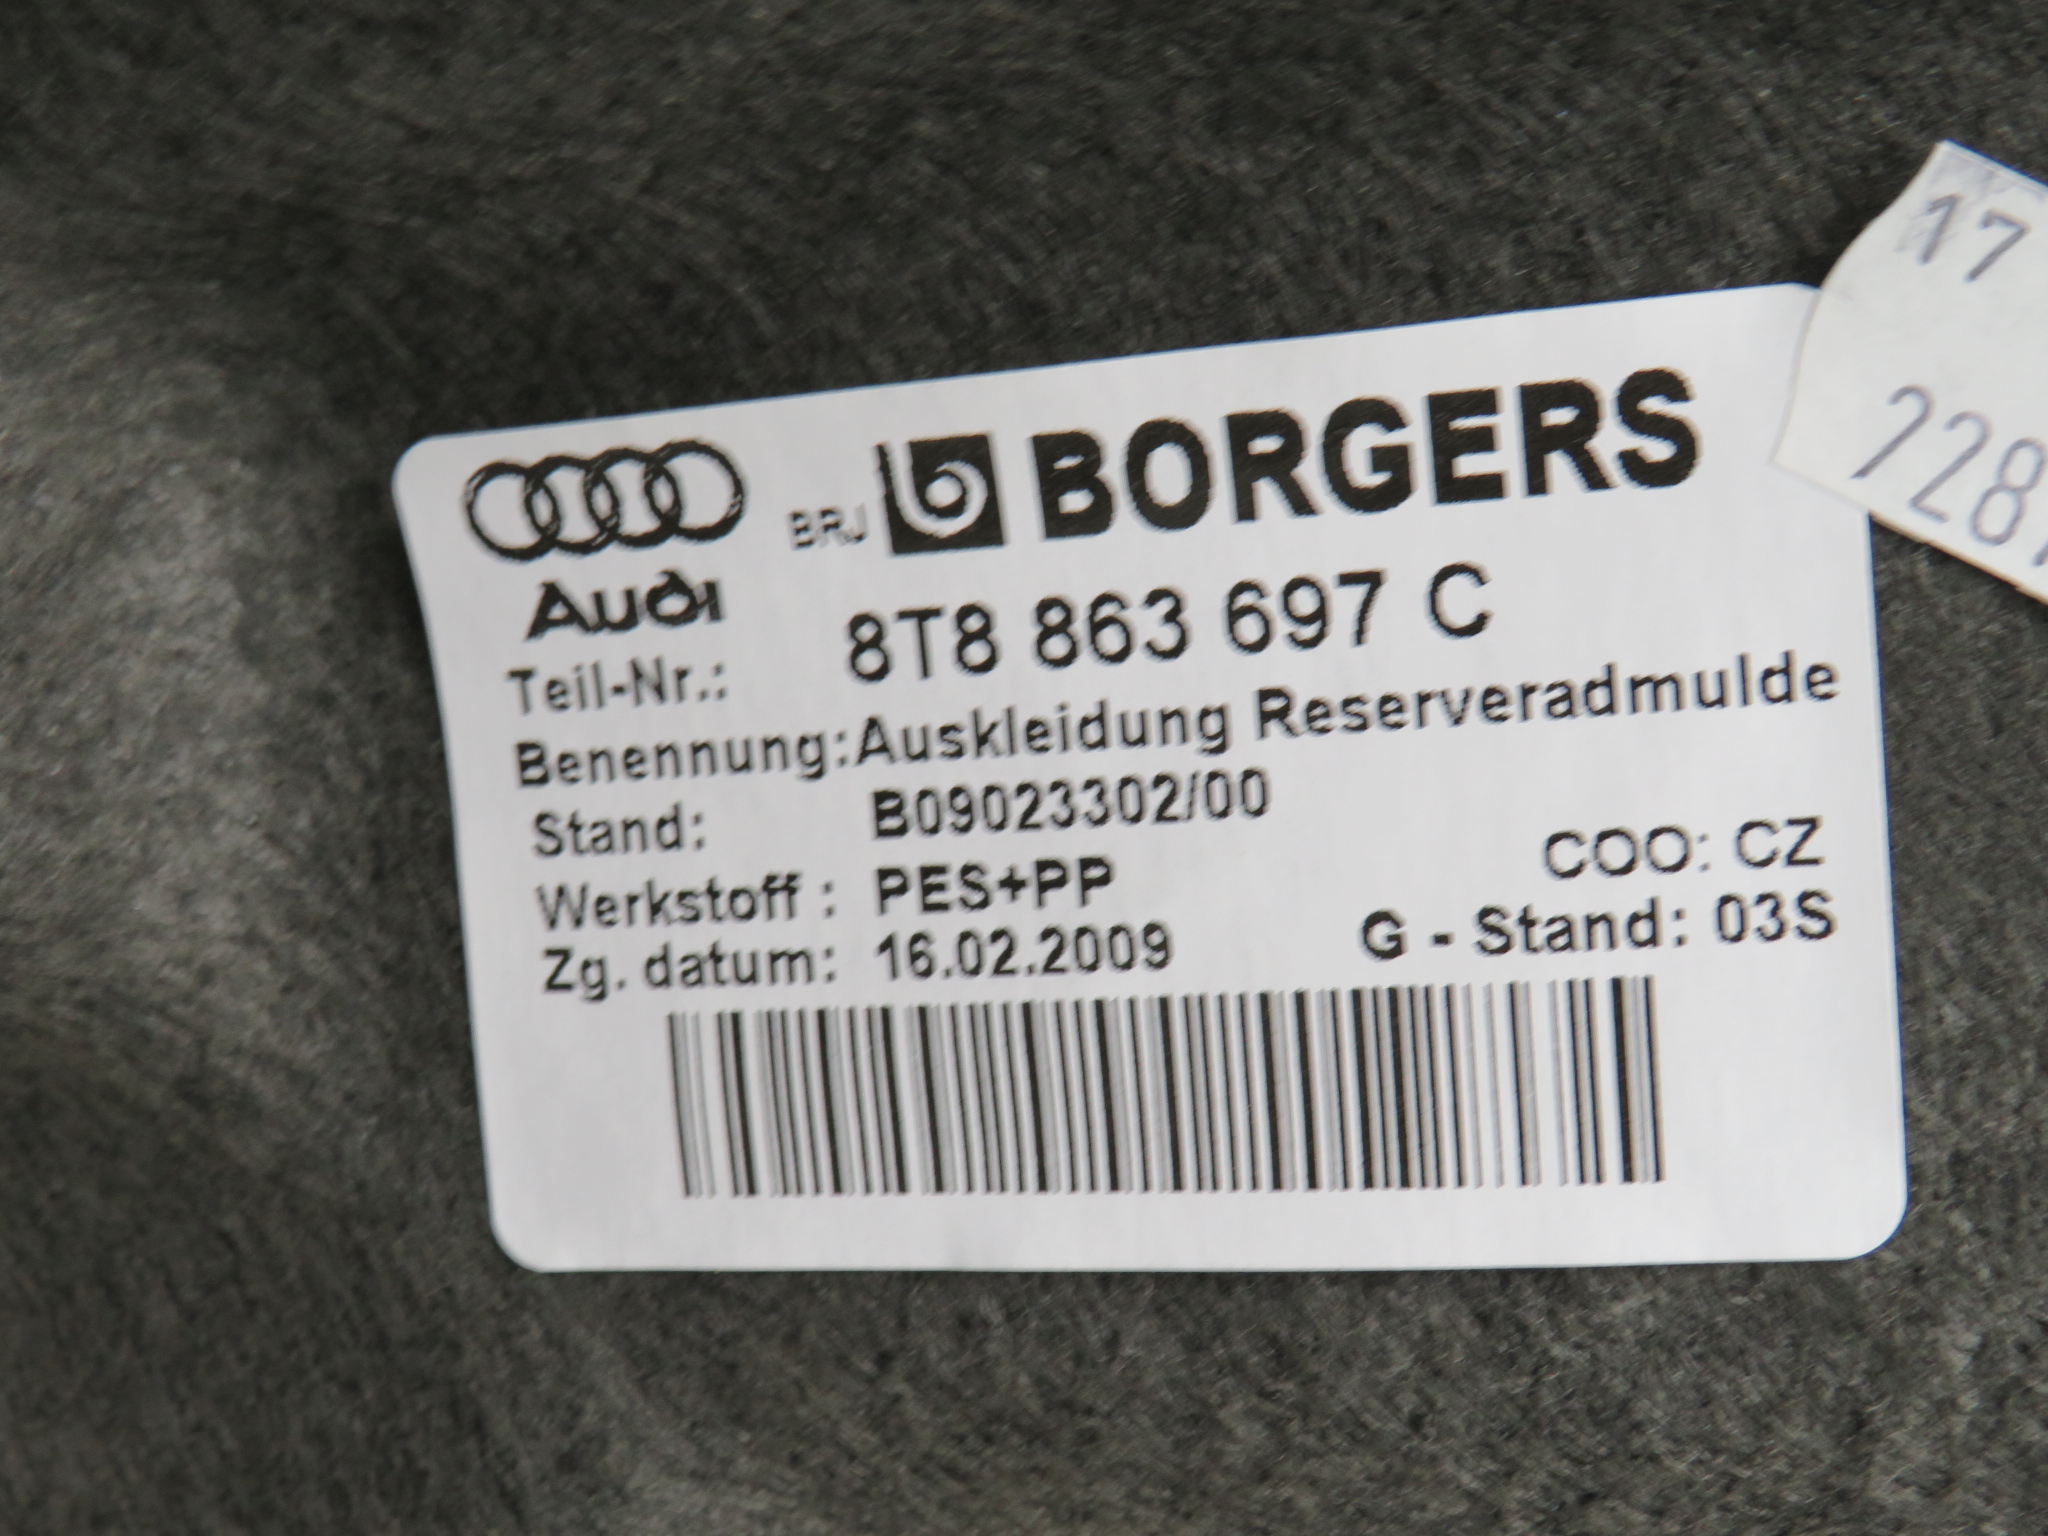 17
BRJ BORGERS
Audi
8T8 863 697 C
Teil-Nr.:
Benennung: Auskleidung Reserveradmulde
Stand: B09023302/00
COO: CZ
Werkstoff : PES+PP
G - Stand: 03S
Zg. datum: 16.02.2009